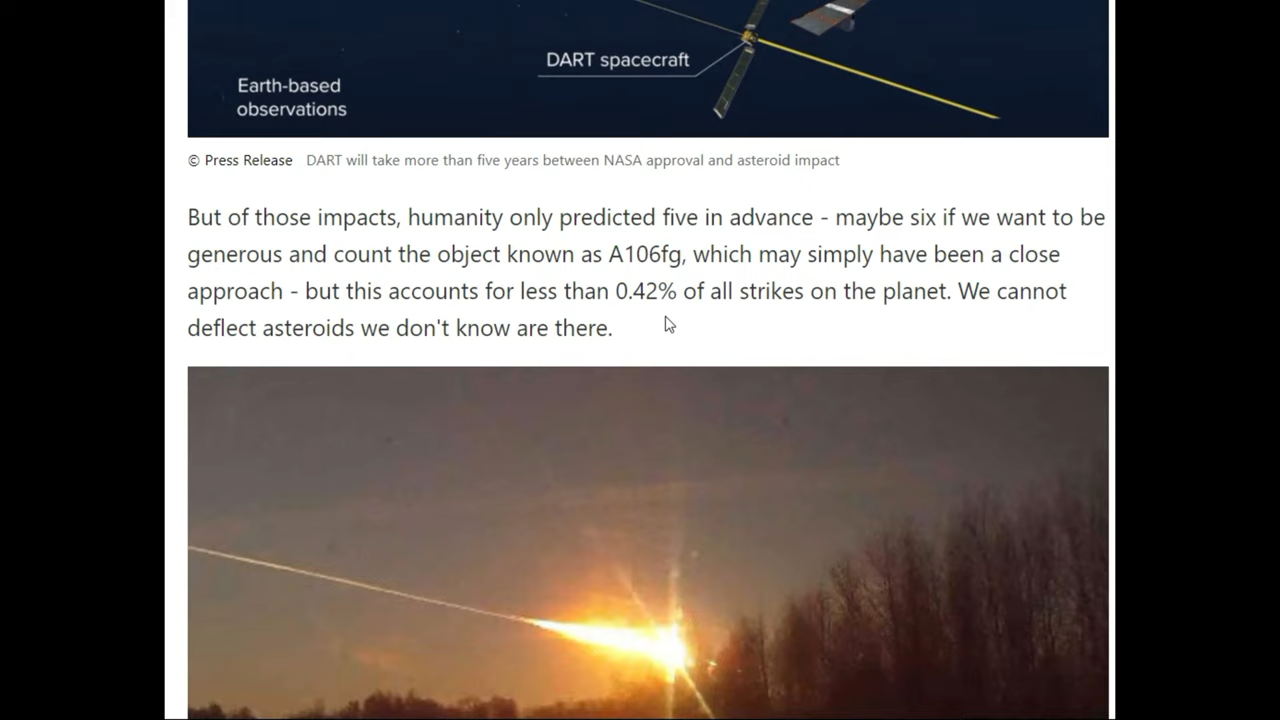 DART spacecraft
Earth-based
observations
© Press Release DART will take more than five years between NASA approval and asteroid impact
But of those impacts, humanity only predicted five in advance - maybe six if we want to be
generous and count the object known as A106fg, which may simply have been a close
approach - but this accounts for less than 0.42% of all strikes on the planet. We cannot
deflect asteroids we don't know are there.